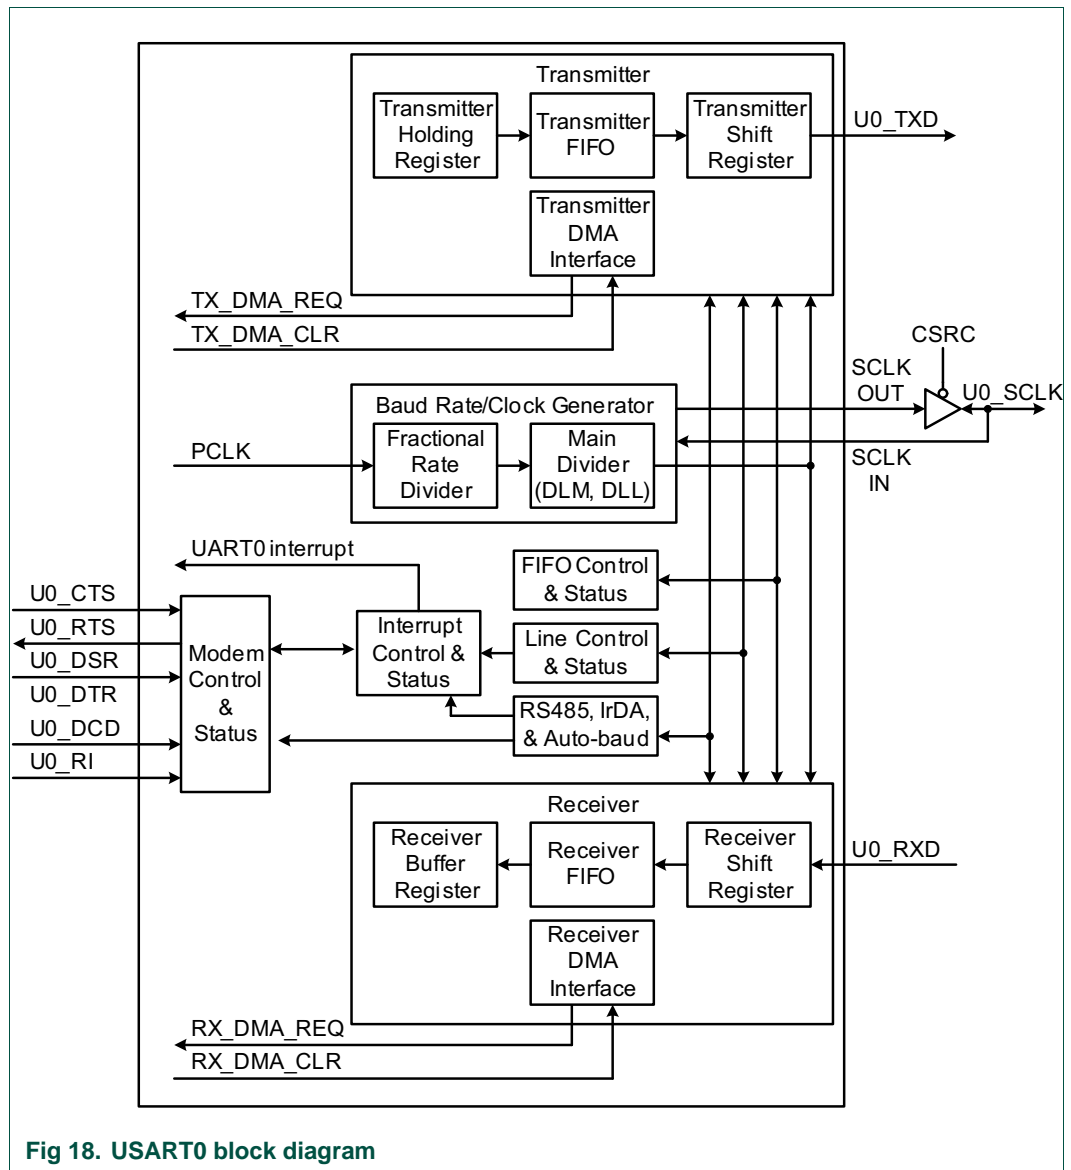 Transmitter
Transmitter
Holding
Register
Transmitter
FIFO
Transmitter
Shift
Register
U0_TXD
Transmitter
DMA
Interface
TX_DMA_REQ
TX_DMA_CLR
CSRC
SCLK
OUT
U0_SCLK
Baud Rate/Clock Generator
PCLK
Fractional
Rate
Divider
Main
Divider
(DLM, DLL)
SCLK
IN
UART0 interrupt
FIFO Control
& Status
U0_CTS
U0_RTS
U0_DSR
U0_DTR
U0_DCD
U0_RI
Modem
Control
&
Status
Interrupt
Control &
Status
Line Control
& Status
RS485, IrDA,
& Auto-baud
Receiver
Receiver
Buffer
Register
Receiver
FIFO
Receiver
Shift
Register
U0_RXD
Receiver
DMA
Interface
RX_DMA_REQ
RX_DMA_CLR
Fig 18. USART0 block diagram